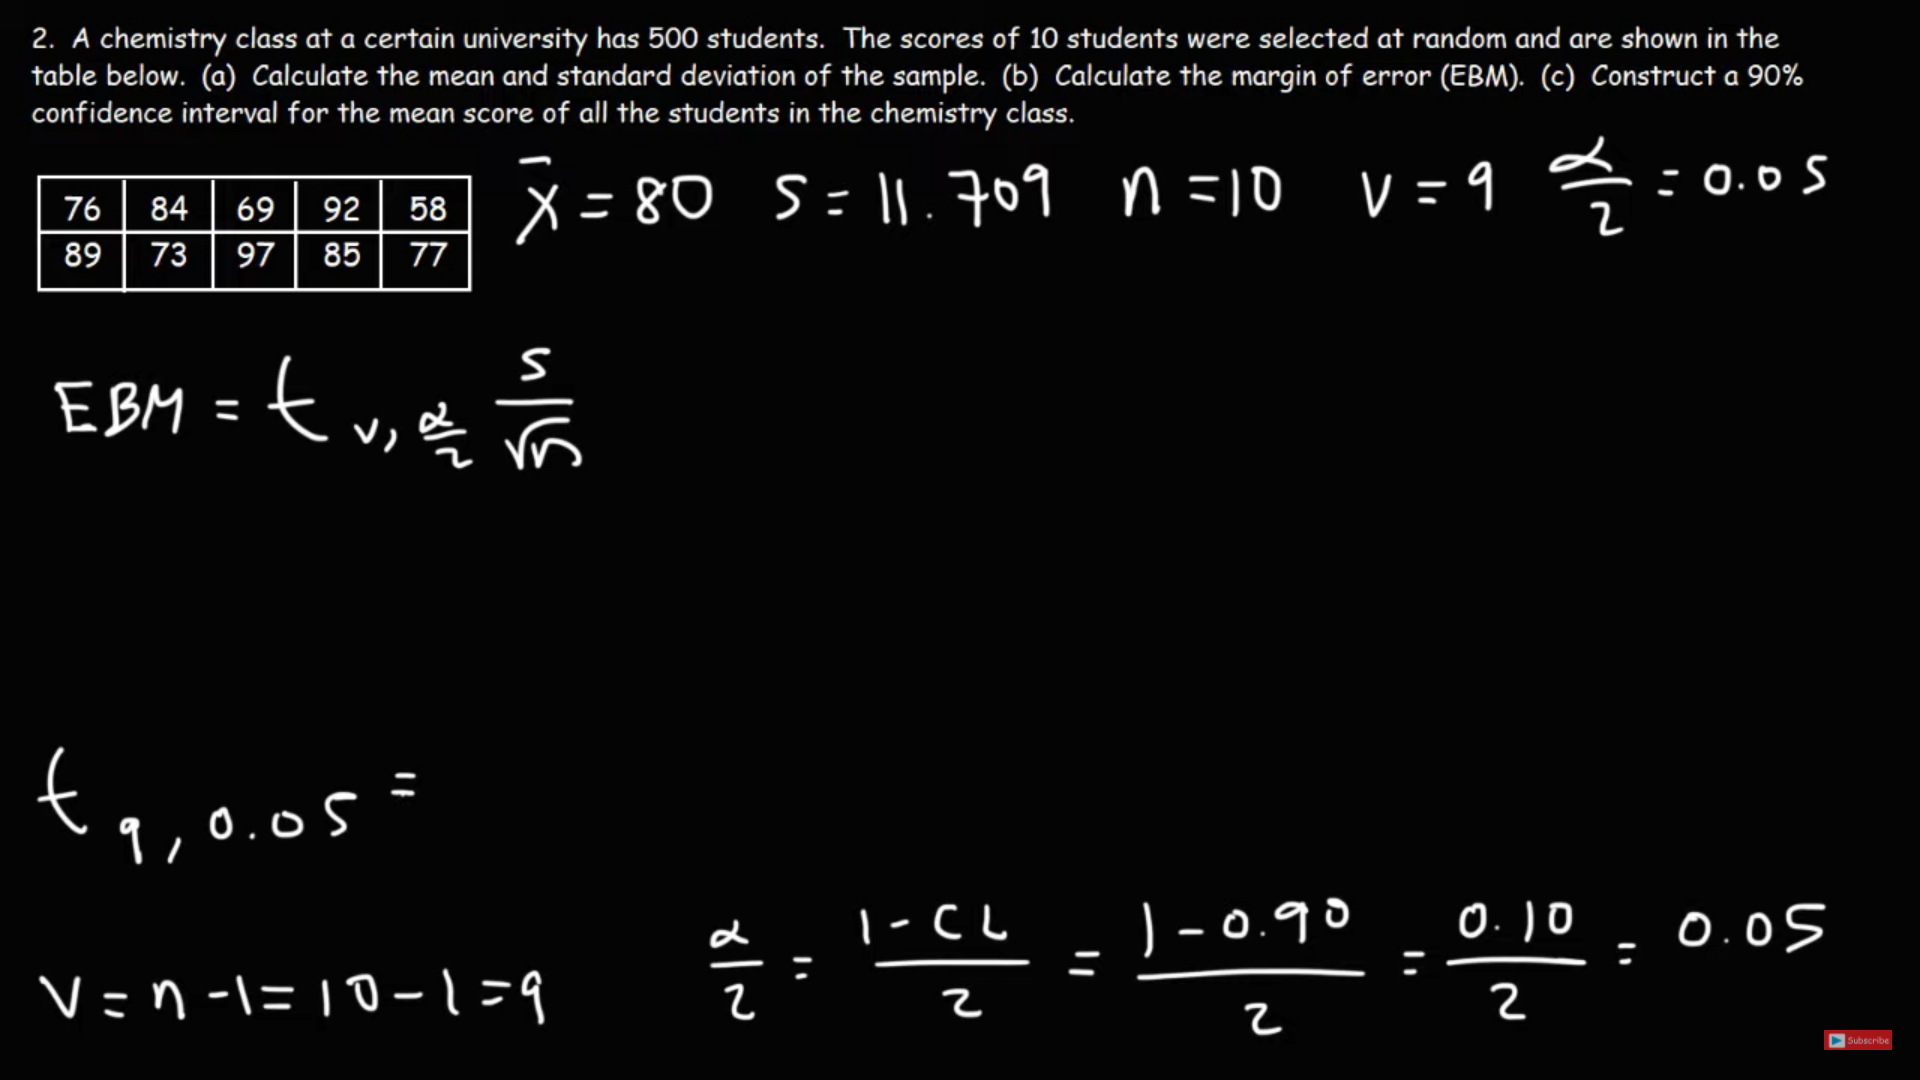 2. A chemistry class at a certain university has 500 students. The scores of 10 students were selected at random and are shown in the
table below. (a) Calculate the mean and standard deviation of the sample. (b) Calculate the margin of error (EBM). (c) Construct a 90%
confidence interval for the mean score of all the students in the chemistry class.
76 84 69 92 58
89 73 97 85 77
x̄ = 80 s = 11.709 n = 10 v = 9 α/2 = 0.05
EBM = t v, α/2 s/√n
t 9, 0.05 =
v = n - 1 = 10 - 1 = 9
α/2 = 1 - CL/2 = 1 - 0.90/2 = 0.10/2 = 0.05
Subscribe